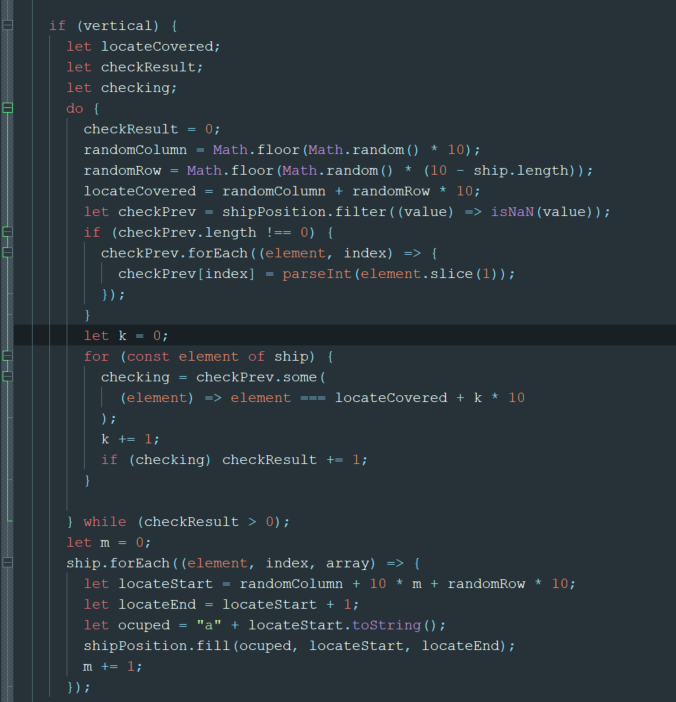 if (vertical) {
let locateCovered;
let checkResult;
let checking;
do {
checkResult = 0;
randomColumn = Math.floor(Math.random() * 10);
randomRow = Math.floor(Math.random() * (10 - ship.length));
locateCovered = randomColumn + randomRow * 10;
let checkPrev = shipPosition.filter((value) => isNaN(value));
if (checkPrev.length !== 0) {
checkPrev.forEach((element, index) => {
checkPrev[index] = parseInt(element.slice(1));
});
}
let k = 0;
for (const element of ship) {
checking = checkPrev.some(
(element) => element === locateCovered + k * 10
);
k += 1;
if (checking) checkResult += 1;
}
} while (checkResult > 0);
let m = 0;
ship.forEach((element, index, array) => {
let locateStart = randomColumn + 10 * m + randomRow * 10;
let locateEnd = locateStart + 1;
let ocuped = "a" + locateStart.toString();
shipPosition.fill(ocuped, locateStart, locateEnd);
m += 1;
});